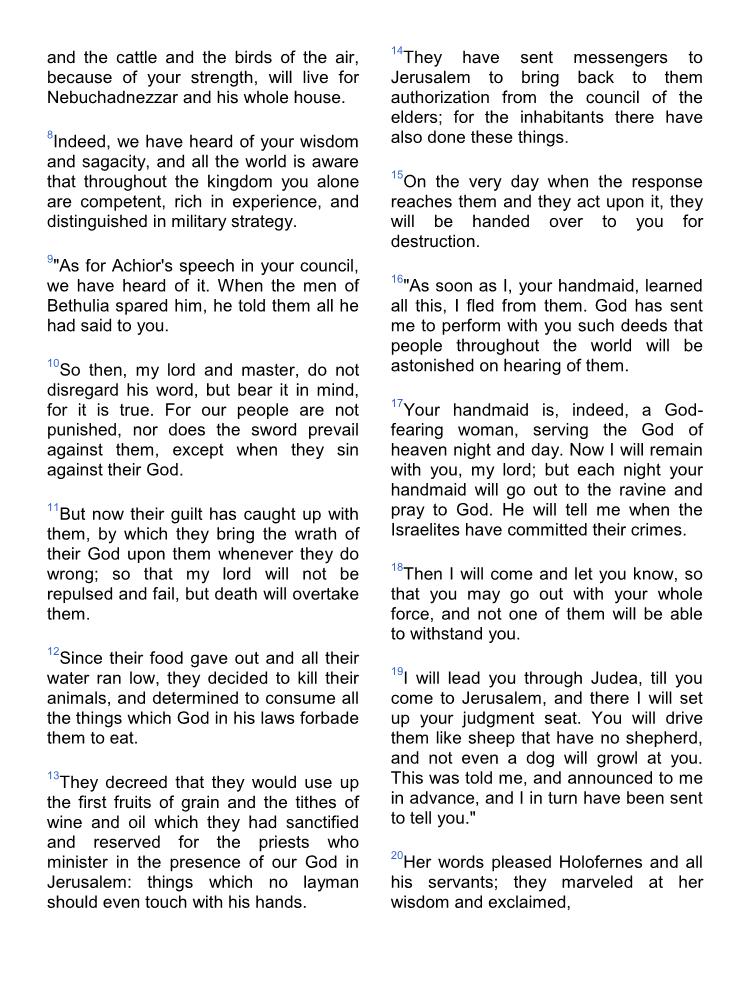 and the cattle and the birds of the air,
because of your strength, will live for
Nebuchadnezzar and his whole house.
8Indeed, we have heard of your wisdom
and sagacity, and all the world is aware
that throughout the kingdom you alone
are competent, rich in experience, and
distinguished in military strategy.
9"As for Achior's speech in your council,
we have heard of it. When the men of
Bethulia spared him, he told them all he
had said to you.
10So then, my lord and master, do not
disregard his word, but bear it in mind,
for it is true. For our people are not
punished, nor does the sword prevail
against them, except when they sin
against their God.
11But now their guilt has caught up with
them, by which they bring the wrath of
their God upon them whenever they do
wrong; so that my lord will not be
repulsed and fail, but death will overtake
them.
12Since their food gave out and all their
water ran low, they decided to kill their
animals, and determined to consume all
the things which God in his laws forbade
them to eat.
13They decreed that they would use up
the first fruits of grain and the tithes of
wine and oil which they had sanctified
and reserved for the priests who
minister in the presence of our God in
Jerusalem: things which no layman
should even touch with his hands.
14They have sent messengers to
Jerusalem to bring back to them
authorization from the council of the
elders; for the inhabitants there have
also done these things.
15On the very day when the response
reaches them and they act upon it, they
will be handed over to you for
destruction.
16"As soon as I, your handmaid, learned
all this, I fled from them. God has sent
me to perform with you such deeds that
people throughout the world will be
astonished on hearing of them.
17Your handmaid is, indeed, a God-
fearing woman, serving the God of
heaven night and day. Now I will remain
with you, my lord; but each night your
handmaid will go out to the ravine and
pray to God. He will tell me when the
Israelites have committed their crimes.
18Then I will come and let you know, so
that you may go out with your whole
force, and not one of them will be able
to withstand you.
19I will lead you through Judea, till you
come to Jerusalem, and there I will set
up your judgment seat. You will drive
them like sheep that have no shepherd,
and not even a dog will growl at you.
This was told me, and announced to me
in advance, and I in turn have been sent
to tell you."
20Her words pleased Holofernes and all
his servants; they marveled at her
wisdom and exclaimed,